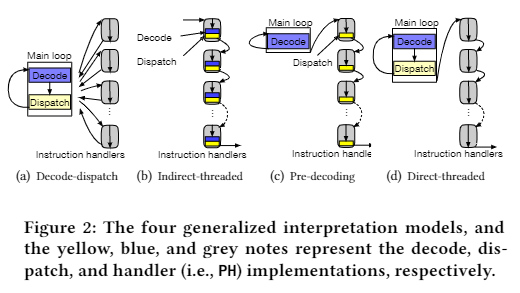 Main loop
Decode
Dispatch
Instruction handlers
(a) Decode-dispatch
Decode
Dispatch
Instruction handlers
(b) Indirect-threaded
Main loop
Decode
Dispatch
Instruction handle
(c) Pre-decoding
Main loop
Decode
Dispatch
Instruction handlers
(d) Direct-threaded
Figure 2: The four generalized interpretation models, and
the yellow, blue, and grey notes represent the decode, dis-
patch, and handler (i.e., PH) implementations, respectively.